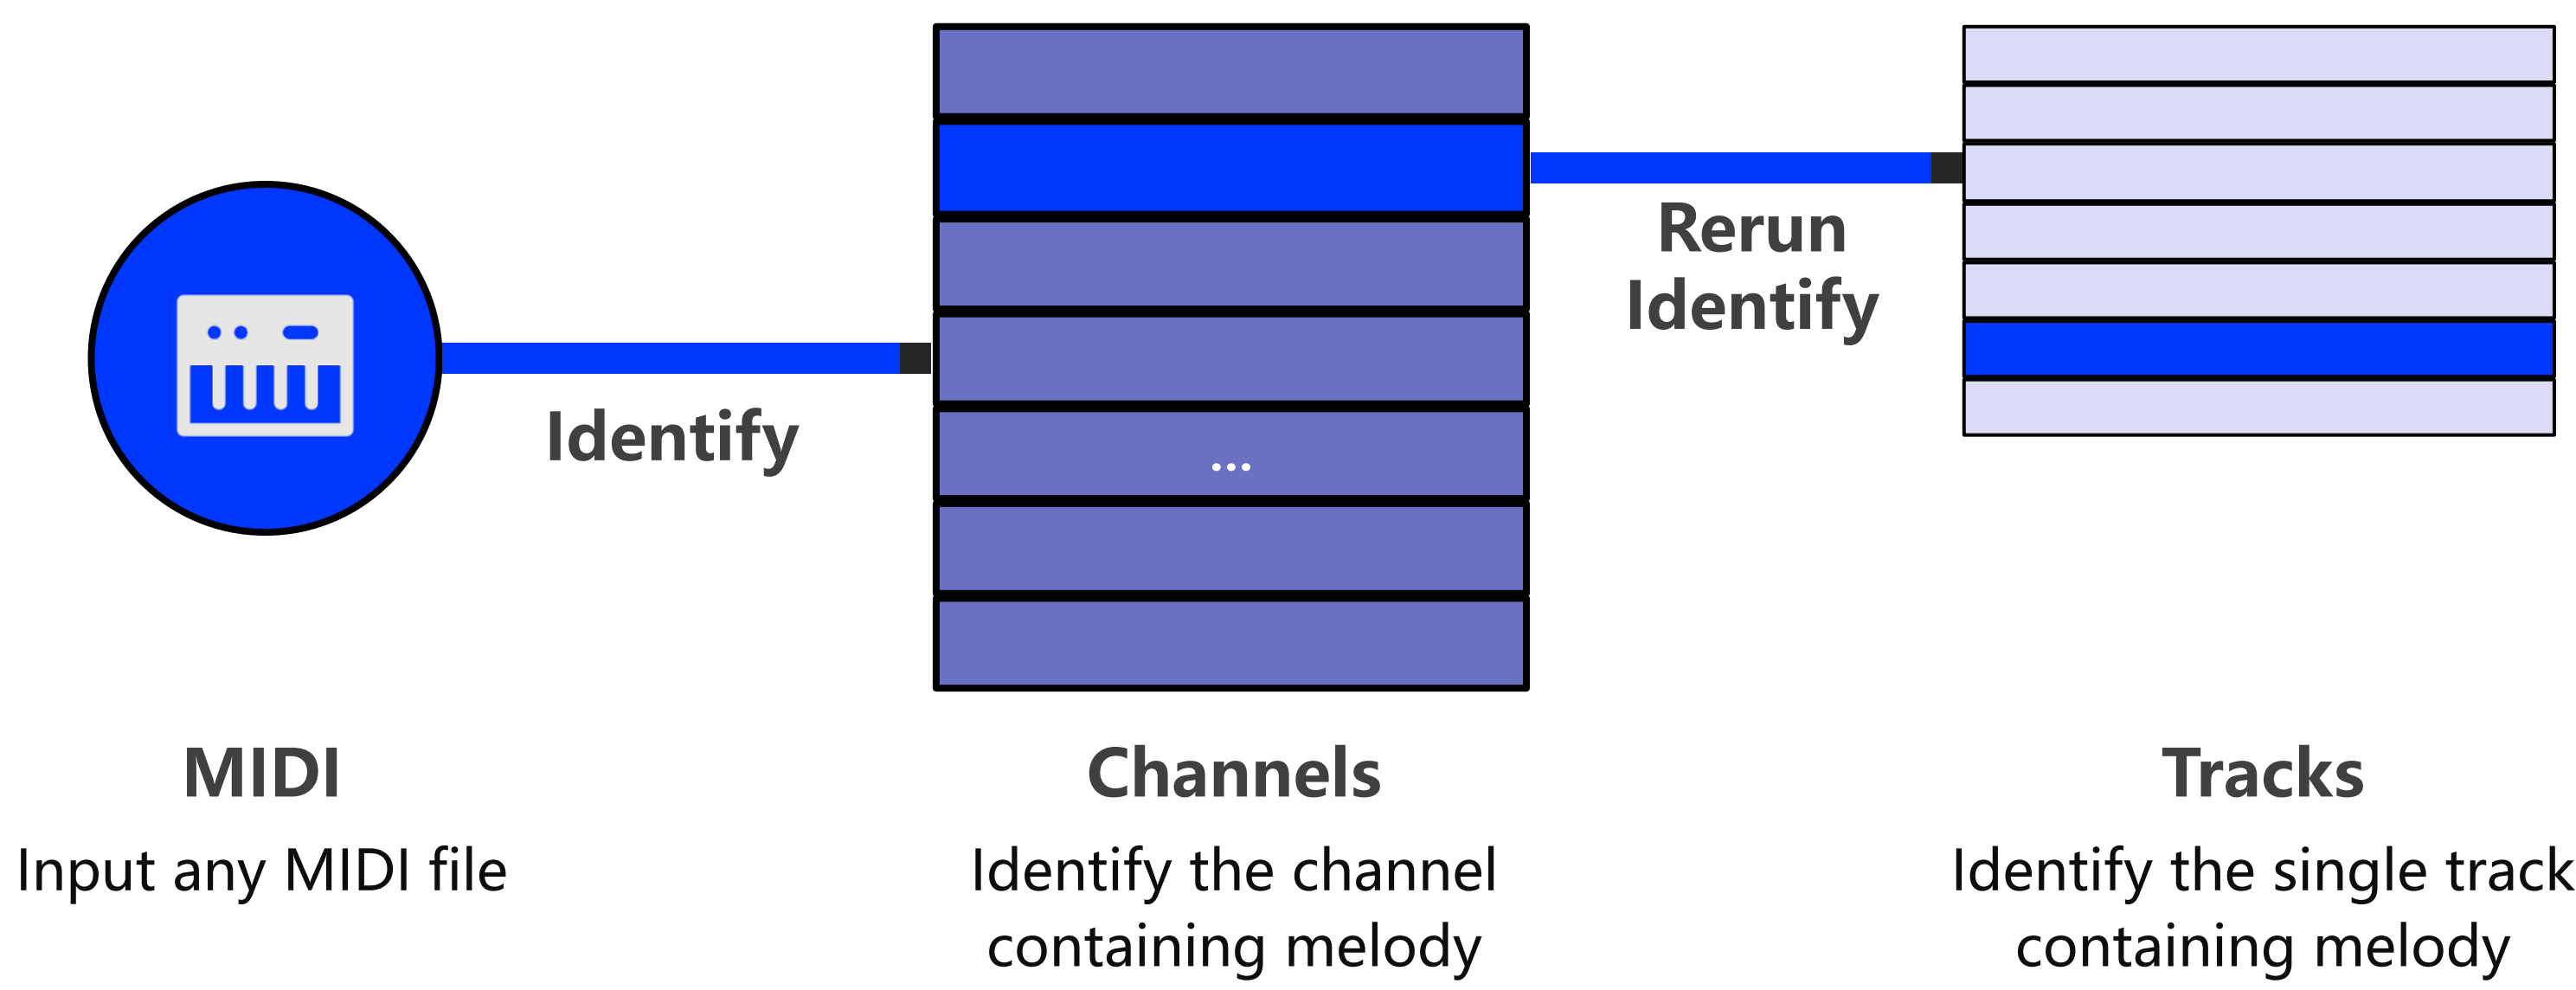 Rerun
Identify
Identify
...
MIDI
Input any MIDI file
Channels
Identify the channel
containing melody
Tracks
Identify the single track
containing melody